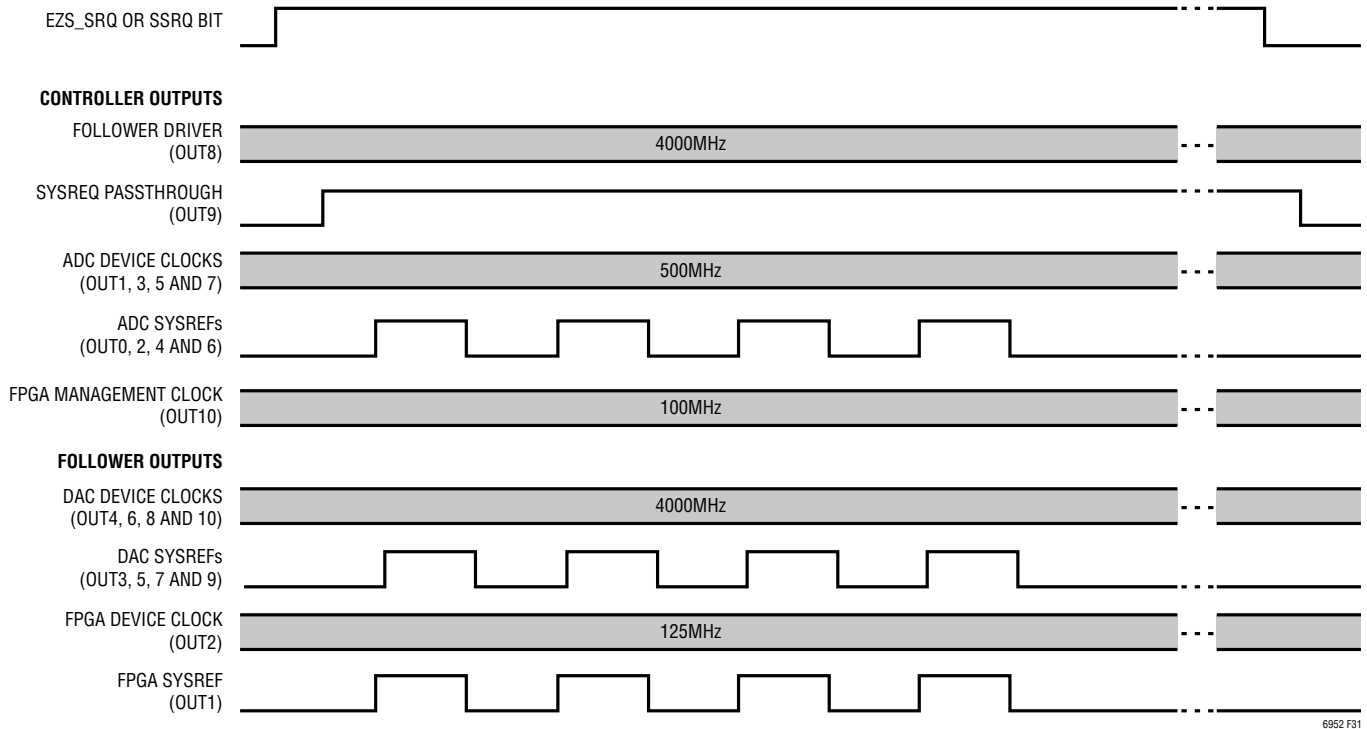 EZS_SRQ OR SSRQ BIT
CONTROLLER OUTPUTS
FOLLOWER DRIVER
(OUT8)
4000MHz
SYSREQ PASSTHROUGH
(OUT9)
ADC DEVICE CLOCKS
(OUT1, 3, 5 AND 7)
500MHz
ADC SYSREFs
(OUT0, 2, 4 AND 6)
FPGA MANAGEMENT CLOCK
(OUT10)
100MHz
FOLLOWER OUTPUTS
DAC DEVICE CLOCKS
(OUT4, 6, 8 AND 10)
4000MHz
DAC SYSREFs
(OUT3, 5, 7 AND 9)
FPGA DEVICE CLOCK
(OUT2)
125MHz
FPGA SYSREF
(OUT1)
6952 F31